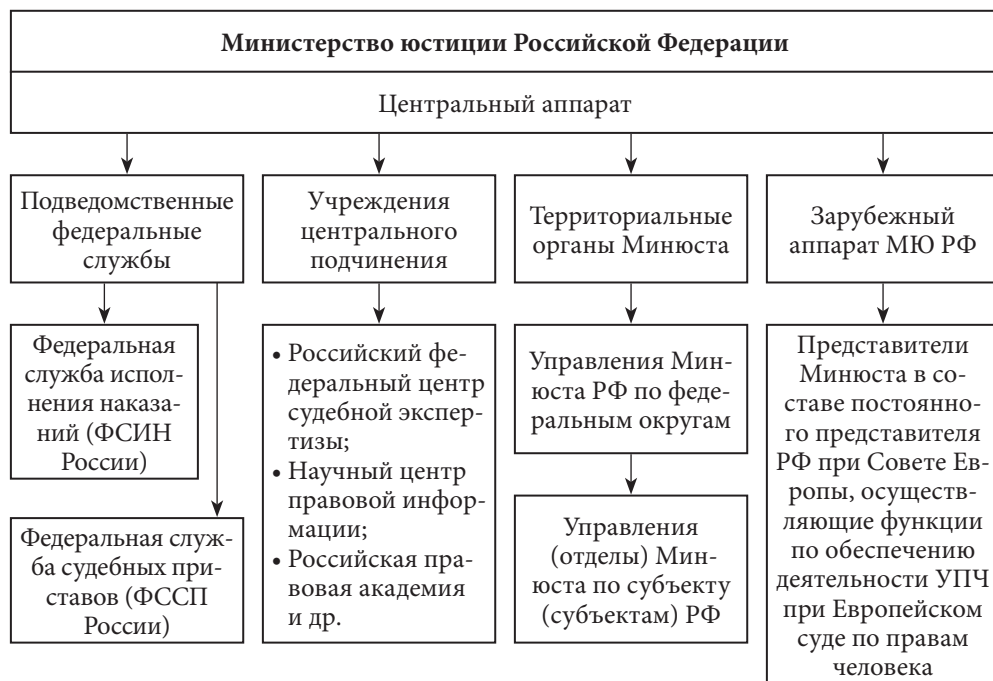 Министерство юстиции Российской Федерации
Центральный аппарат
Подведомственные
федеральные
службы
Федеральная
служба испол-
нения наказа-
ний (ФСИН
России)
Федеральная служ-
ба судебных при-
ставов (ФССП
России)
Учреждения
центрального
подчинения
• Российский фе-
деральный центр
судебной экспер-
тизы;
• Научный центр
правовой инфор-
мации;
• Российская пра-
вовая академия
и др.
Территориальные
органы Минюста
Управления Мин-
юста РФ по феде-
ральным округам
Управления
(отделы) Мин-
юста по субъекту
(субъектам) РФ
Зарубежный
аппарат МЮ РФ
Представители
Минюста в со-
ставе постоянно-
го представителя
РФ при Совете Ев-
ропы, осуществ-
ляющие функции
по обеспечению
деятельности УПЧ
при Европейском
суде по правам
человека